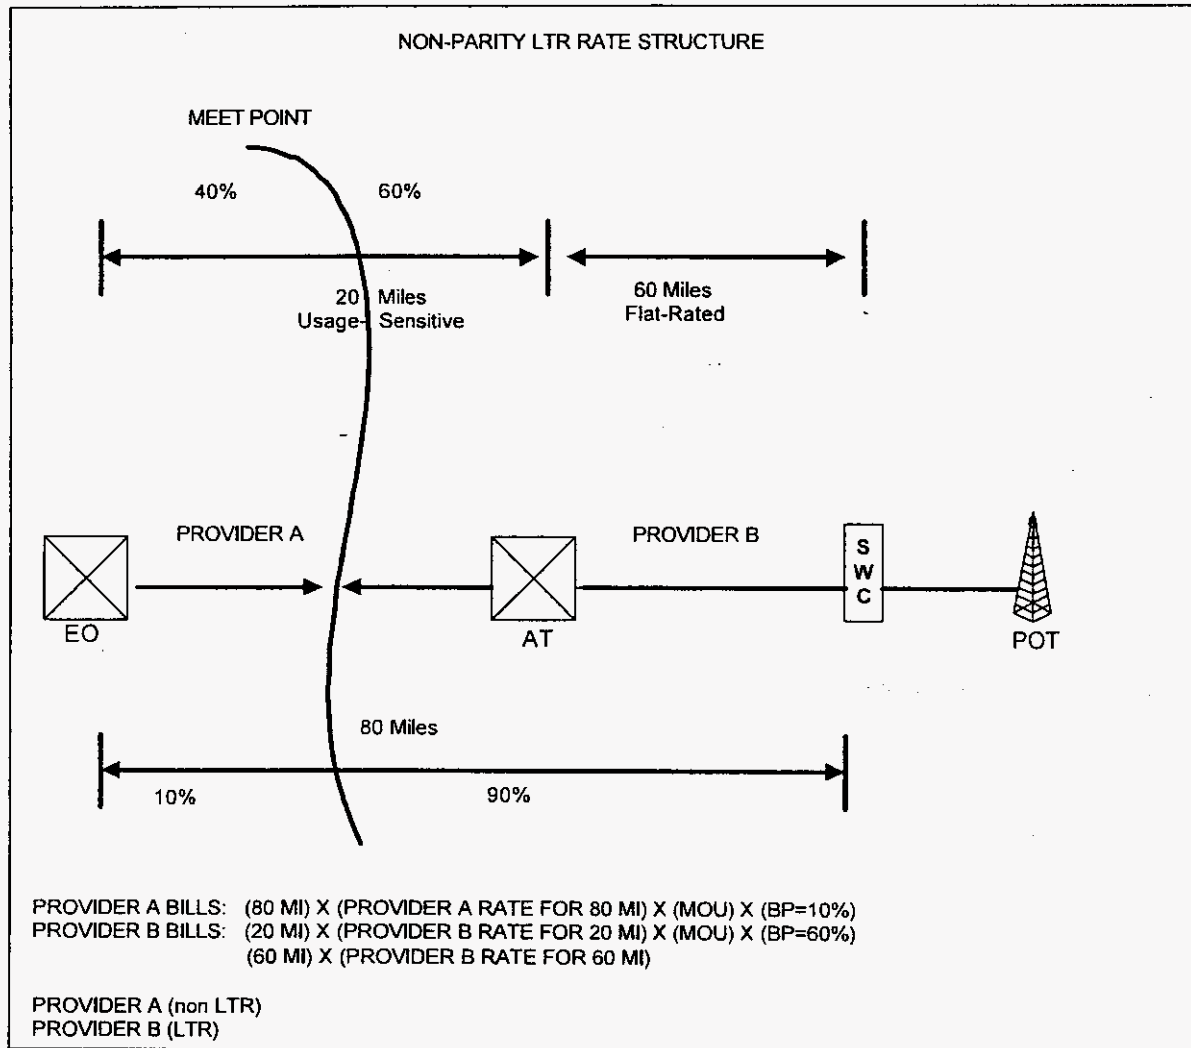 NON-PARITY LTR RATE STRUCTURE
MEET POINT
40%
60%
20 Miles
Usage- Sensitive
60 Miles
Flat-Rated
PROVIDER A
PROVIDER B
S
W
C
EO
AT
POT
80 Miles
10%
90%
PROVIDER A BILLS: (80 MI) X (PROVIDER A RATE FOR 80 MI) X (MOU) X (BP=10%)
PROVIDER B BILLS: (20 MI) X (PROVIDER B RATE FOR 20 MI) X (MOU) X (BP=60%)
(60 MI) X (PROVIDER B RATE FOR 60 MI)
PROVIDER A (non LTR)
PROVIDER B (LTR)